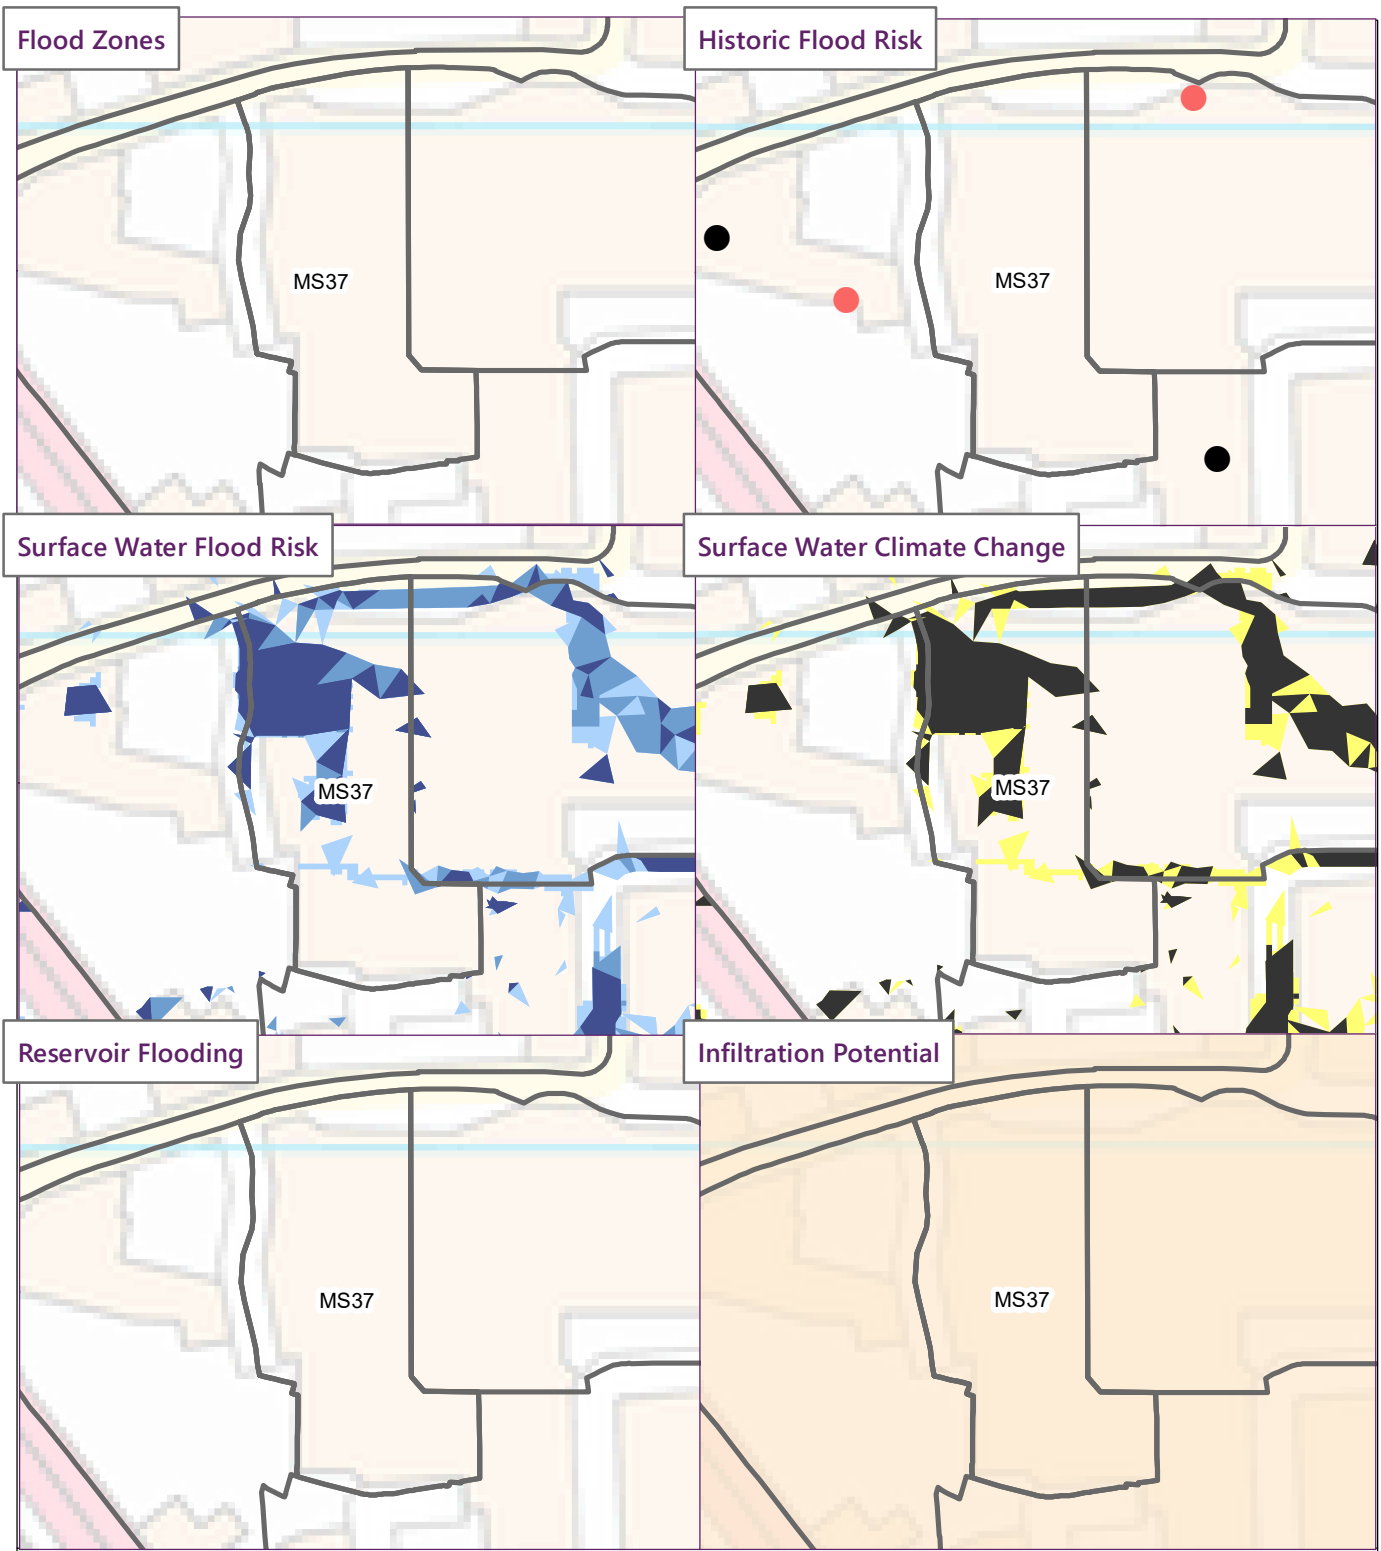 Flood Zones
Historic Flood Risk
MS37
MS37
Surface Water Flood Risk
Surface Water Climate Change
MS37
MS37
Reservoir Flooding
Infiltration Potential
MS37
MS37